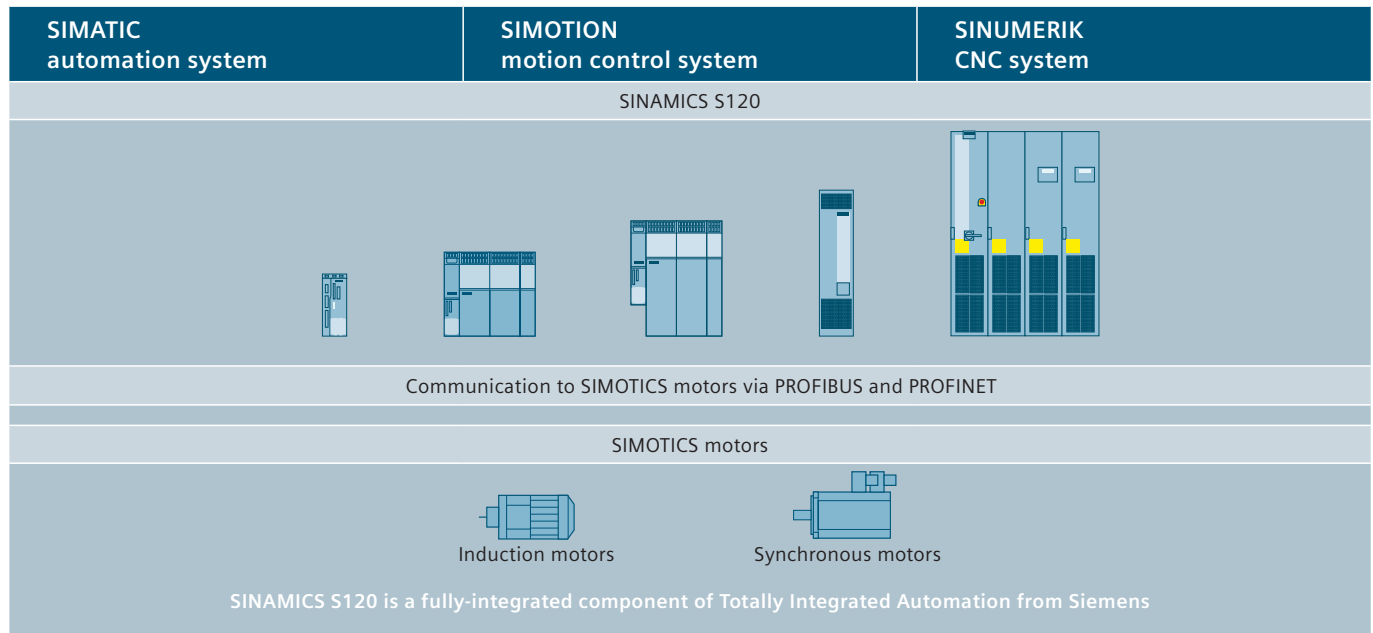 SIMATIC
automation system
SIMOTION
motion control system
SINUMERIK
CNC system
SINAMICS S120
Communication to SIMOTICS motors via PROFIBUS and PROFINET
SIMOTICS motors
Induction motors
Synchronous motors
SINAMICS S120 is a fully-integrated component of Totally Integrated Automation from Siemens